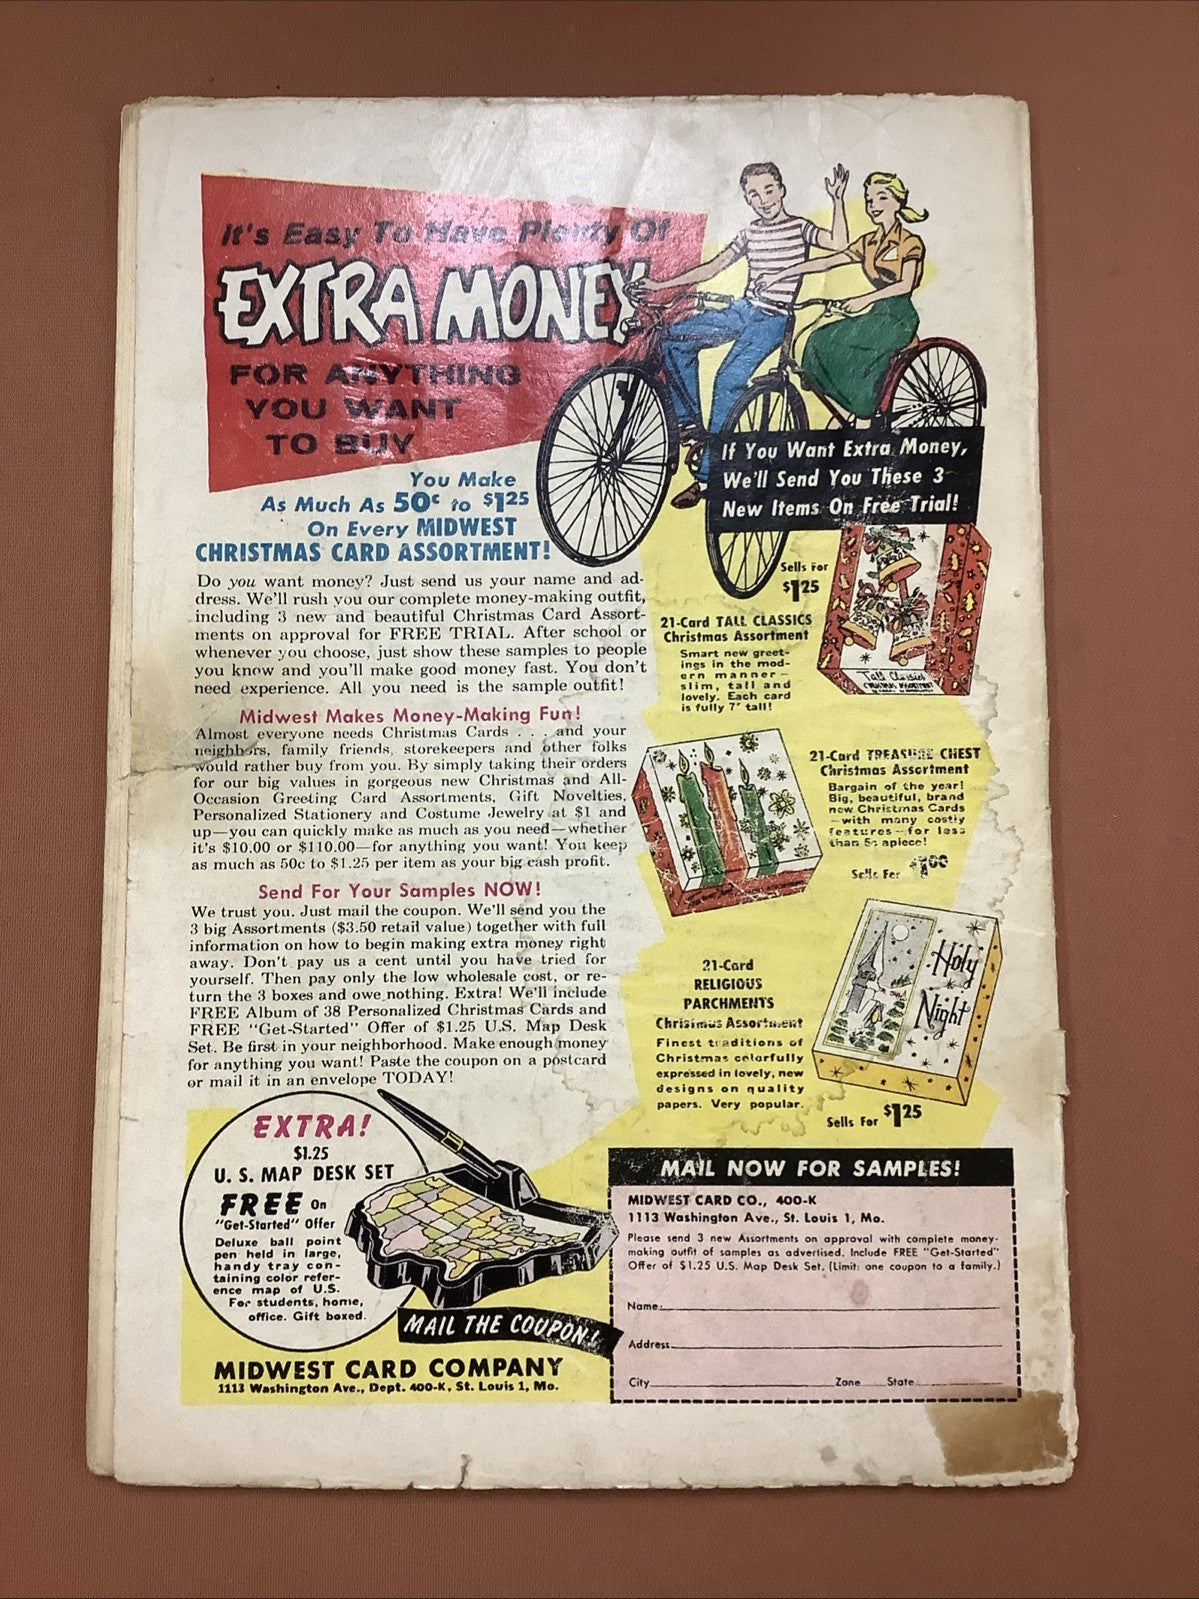 It's Easy To Have Plenty Of
EXTRA MONEY
FOR ANYTHING
YOU WANT
TO BUY
You Make
As Much As 50¢ to $1.25
On Every MIDWEST
CHRISTMAS CARD ASSORTMENT!
Do you want money? Just send us your name and ad-
dress. We'll rush you our complete money-making outfit,
including 3 new and beautiful Christmas Card Assort-
ments on approval for FREE TRIAL. After school or
whenever you choose, just show these samples to people
you know and you'll make good money fast. You don't
need experience. All you need is the sample outfit!
Midwest Makes Money-Making Fun!
Almost everyone needs Christmas Cards . . . and your
neighbors, family friends, storekeepers and other folks
would rather buy from you. By simply taking their orders
for our big values in gorgeous new Christmas and All-
Occasion Greeting Card Assortments, Gift Novelties,
Personalized Stationery and Costume Jewelry at $1 and
up—you can quickly make as much as you need—whether
it's $10.00 or $110.00—for anything you want! You keep
as much as 50c to $1.25 per item as your big cash profit.
Send For Your Samples NOW!
We trust you. Just mail the coupon. We'll send you the
3 big Assortments ($3.50 retail value) together with full
information on how to begin making extra money right
away. Don't pay us a cent until you have tried for
yourself. Then pay only the low wholesale cost, or re-
turn the 3 boxes and owe nothing. Extra! We'll include
FREE Album of 38 Personalized Christmas Cards and
FREE "Get-Started" Offer of $1.25 U.S. Map Desk
Set. Be first in your neighborhood. Make enough money
for anything you want! Paste the coupon on a postcard
or mail it in an envelope TODAY!
If You Want Extra Money,
We'll Send You These 3
New Items On Free Trial!
Sells For
$1.25
21-Card TALL CLASSICS
Christmas Assortment
Smart new greet-
ings in the mod-
ern manner—
slim, tall and
lovely. Each card
is fully 7" tall!
Tall Classics
CHRISTMAS ASSORTMENT
21-Card TREASURE CHEST
Christmas Assortment
Bargain of the year!
Big, beautiful, brand
new Christmas Cards
—with many costly
features—for less
than 5¢ apiece!
Sells For $1.00
21-Card
RELIGIOUS
PARCHMENTS
Christmas Assortment
Finest traditions of
Christmas colorfully
expressed in lovely, new
designs on quality
papers. Very popular.
Holy
Night
Sells For $1.25
EXTRA!
$1.25
U. S. MAP DESK SET
FREE On
"Get-Started" Offer
Deluxe ball point
pen held in large,
handy tray con-
taining color refer-
ence map of U.S.
For students, home,
office. Gift boxed.
MAIL THE COUPON!
MIDWEST CARD COMPANY
1113 Washington Ave., Dept. 400-K, St. Louis 1, Mo.
MAIL NOW FOR SAMPLES!
MIDWEST CARD CO., 400-K
1113 Washington Ave., St. Louis 1, Mo.
Please send 3 new Assortments on approval with complete money-
making outfit of samples as advertised. Include FREE "Get-Started"
Offer of $1.25 U.S. Map Desk Set. (Limit: one coupon to a family.)
Name
Address
City Zone State